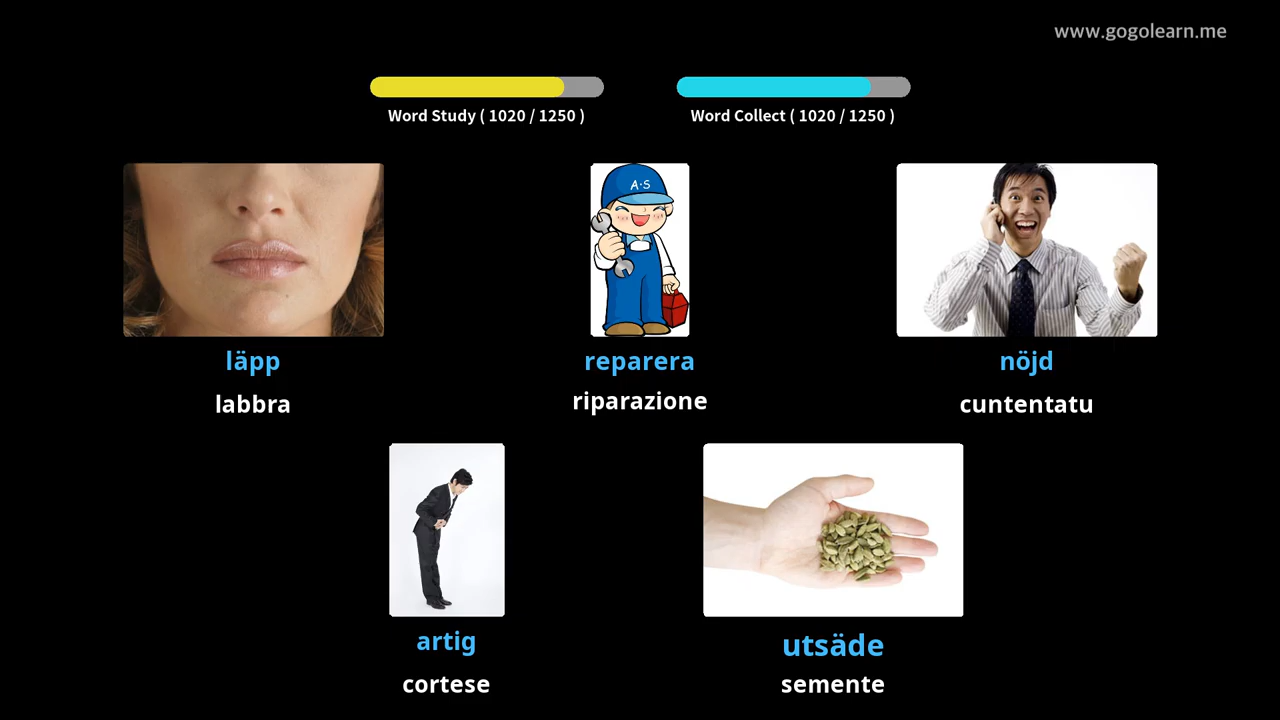 www.gogolearn.me
Word Study ( 1020 / 1250 )
Word Collect ( 1020 / 1250 )
A·S
läpp
labbra
reparera
riparazione
nöjd
cuntentatu
artig
cortese
utsäde
semente